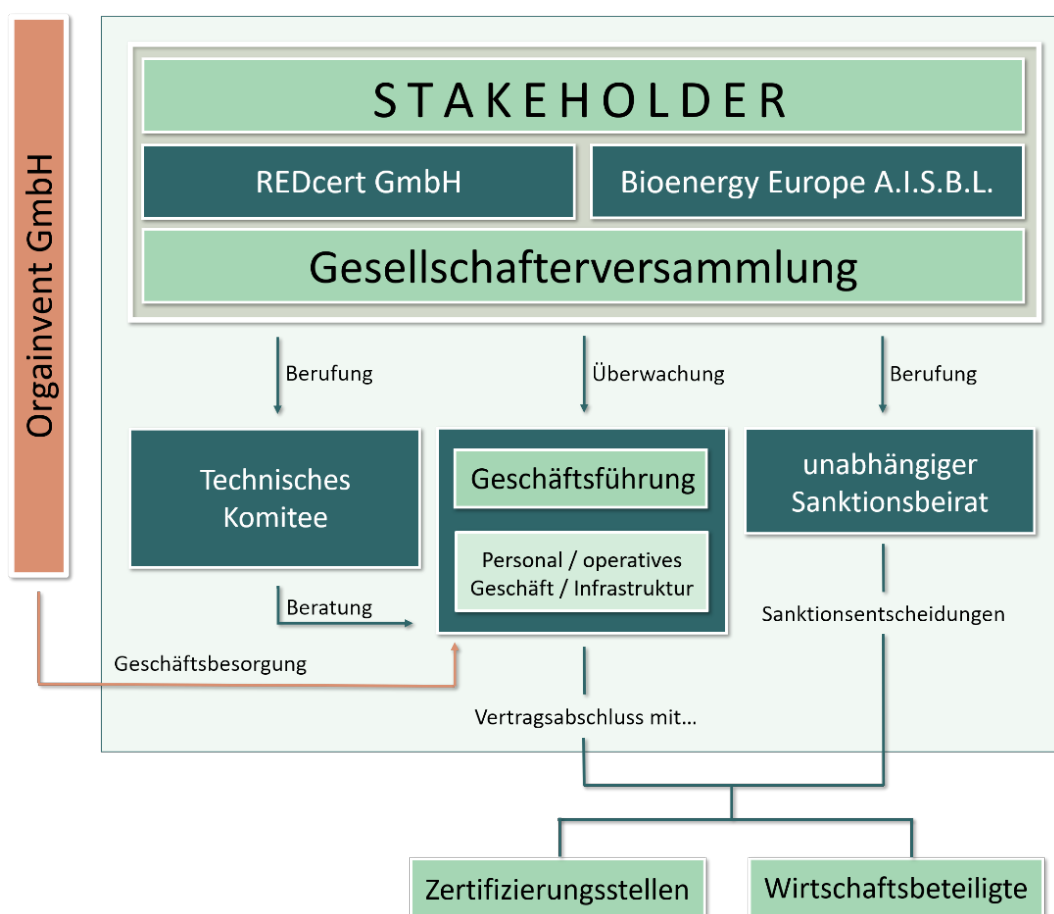 Orgainvent GmbH
STAKEHOLDER
REDcert GmbH
Bioenergy Europe A.I.S.B.L.
Gesellschafterversammlung
Berufung
Überwachung
Berufung
Technisches
Komitee
Geschäftsführung
Personal / operatives
Geschäft / Infrastruktur
unabhängiger
Sanktionsbeirat
Beratung
Sanktionsentscheidungen
Geschäftsbesorgung
Vertragsabschluss mit...
Zertifizierungsstellen
Wirtschaftsbeteiligte